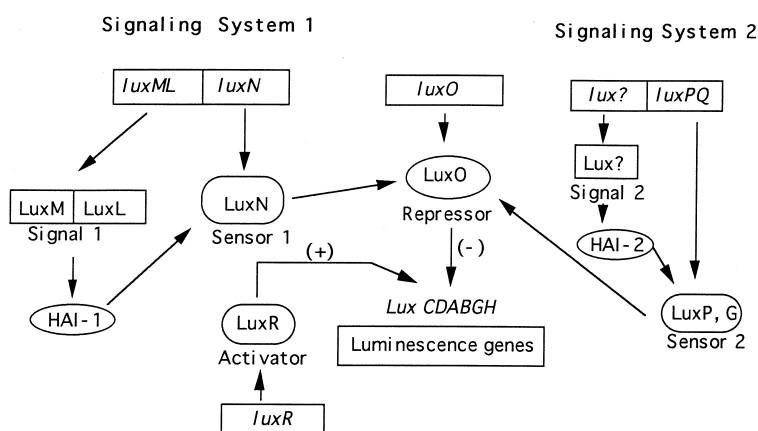 Signaling System 1
Signaling System 2
luxML luxN
luxO
lux? luxPQ
Lux?
Signal 2
LuxM LuxL
Signal 1
LuxN
Sensor 1
LuxO
Repressor
HAI-2
(+)
(-)
HAI-1
LuxR
Activator
Lux CDABGH
Luminescence genes
LuxP, G
Sensor 2
luxR